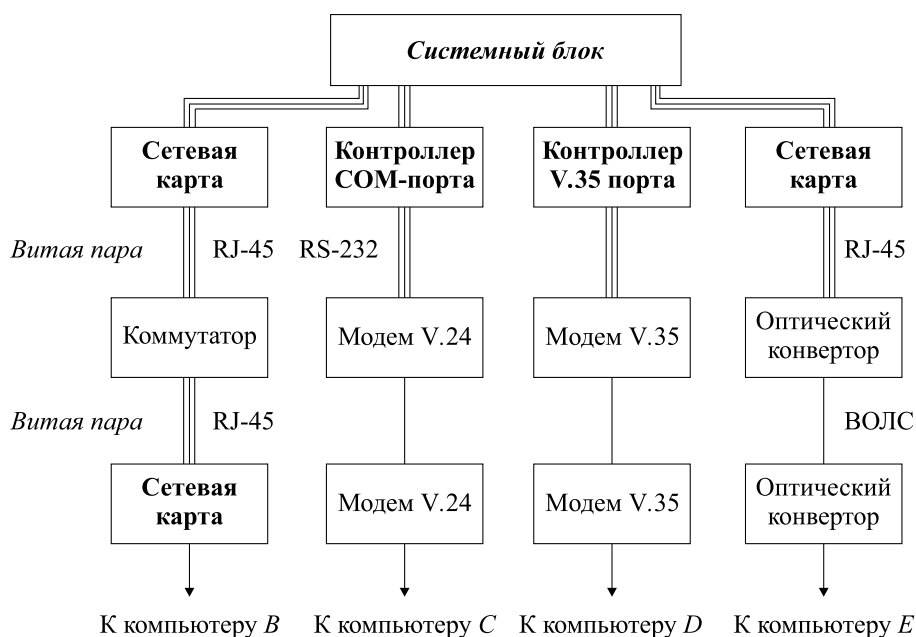 Системный блок
Сетевая
карта
Контроллер
COM-порта
Контроллер
V.35 порта
Сетевая
карта
Витая пара
RJ-45
RS-232
RJ-45
Коммутатор
Модем V.24
Модем V.35
Оптический
конвертор
Витая пара
RJ-45
ВОЛС
Сетевая
карта
Модем V.24
Модем V.35
Оптический
конвертор
К компьютеру B
К компьютеру C
К компьютеру D
К компьютеру E